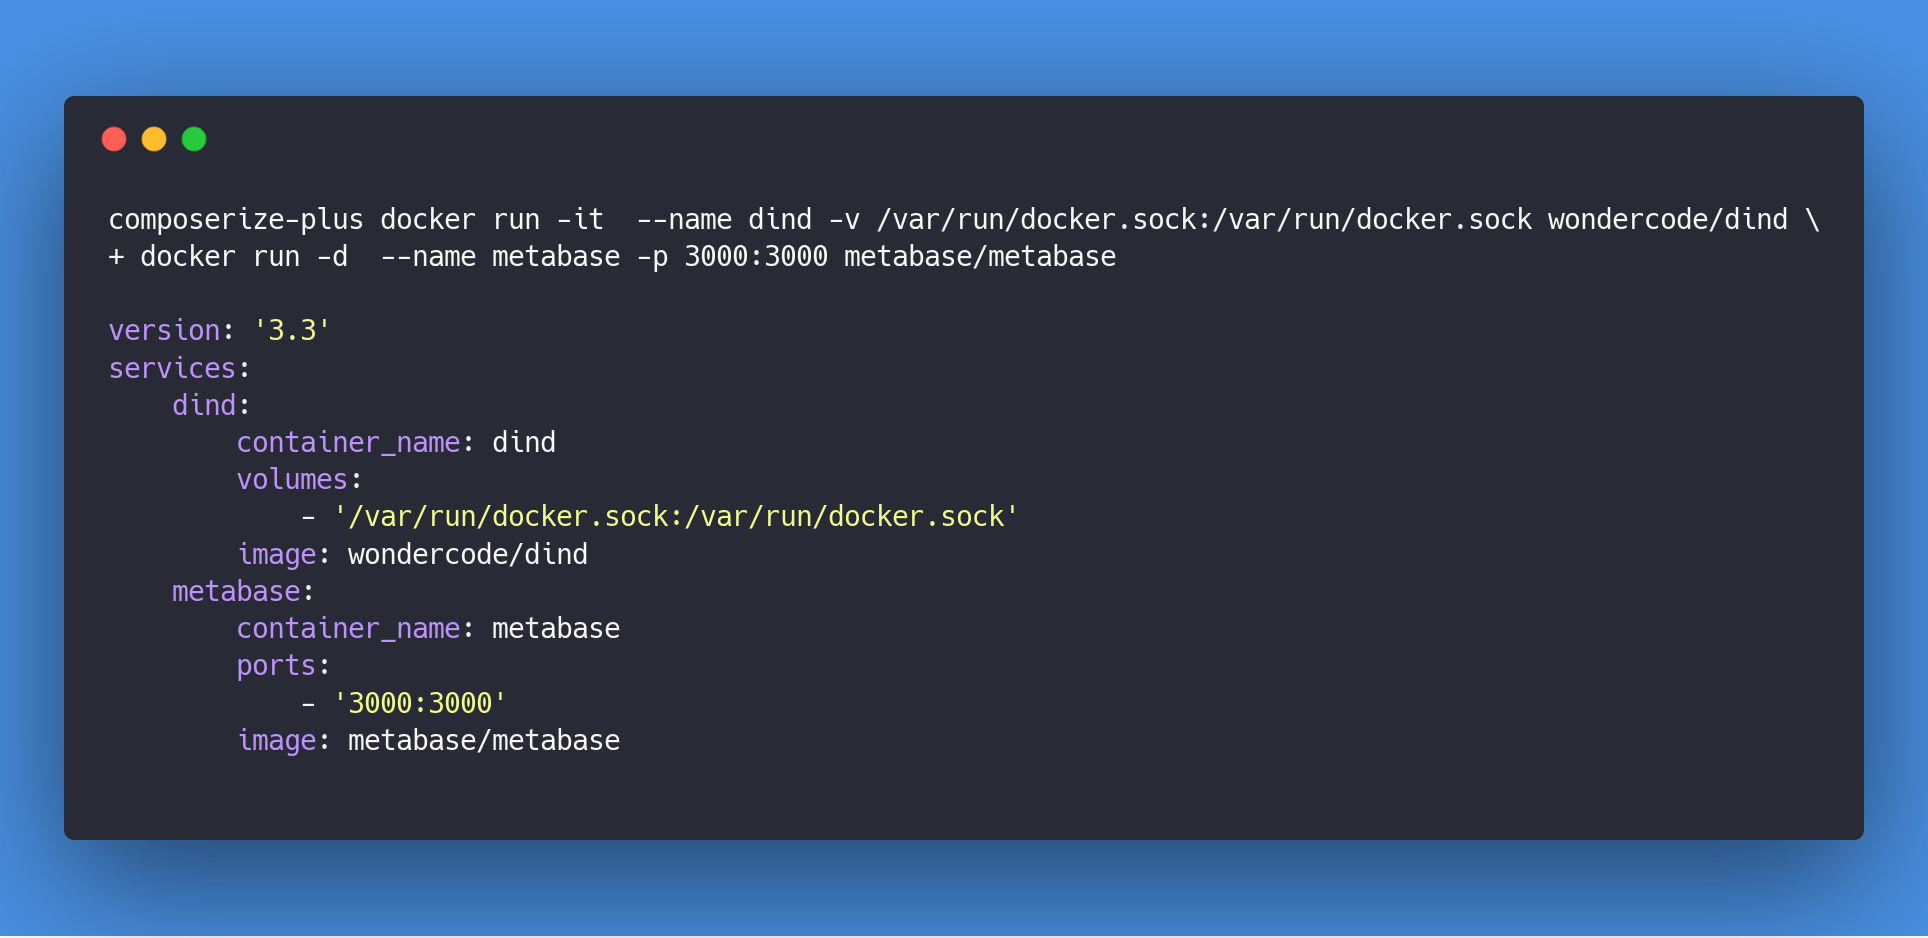 composerize-plus docker run -it  --name dind -v /var/run/docker.sock:/var/run/docker.sock wondercode/dind \
+ docker run -d  --name metabase -p 3000:3000 metabase/metabase

version: '3.3'
services:
    dind:
        container_name: dind
        volumes:
            - '/var/run/docker.sock:/var/run/docker.sock'
        image: wondercode/dind
    metabase:
        container_name: metabase
        ports:
            - '3000:3000'
        image: metabase/metabase